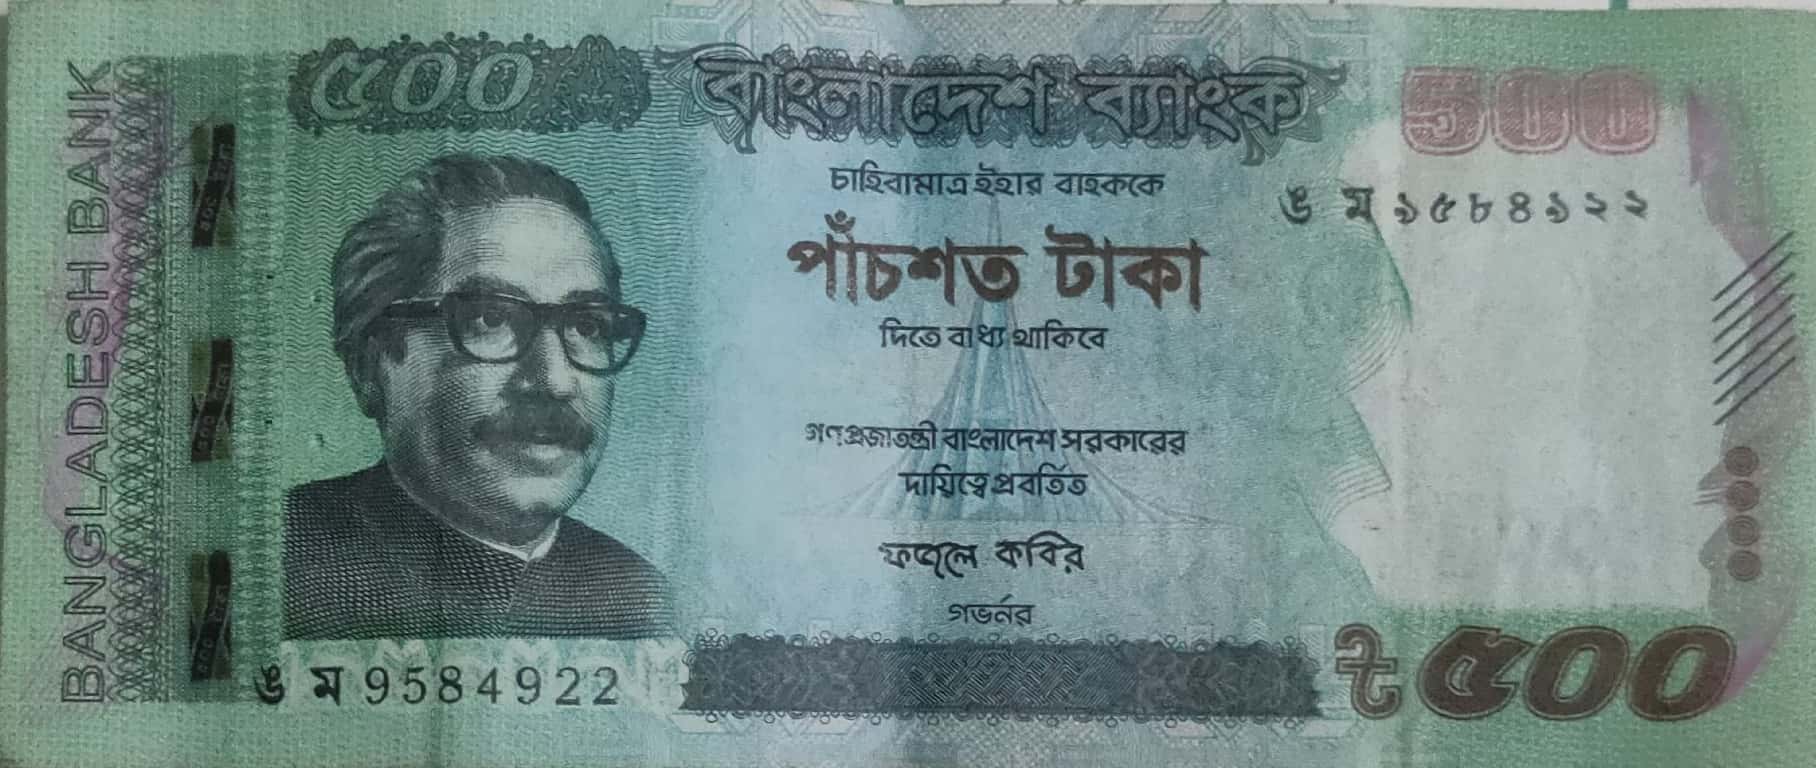 BANGLADESH BANK
৫০০
বাংলাদেশ ব্যাংক
500
চাহিবামাত্র ইহার বাহককে
ঙ ম ৯৫৮৪৯২২
পাঁচশত টাকা
দিতে বাধ্য থাকিবে
গণপ্রজাতন্ত্রী বাংলাদেশ সরকারের
দায়িত্বে প্রবর্তিত
ফজলে কবির
গভর্নর
ঙ ম 9584922
৳ ৫০০